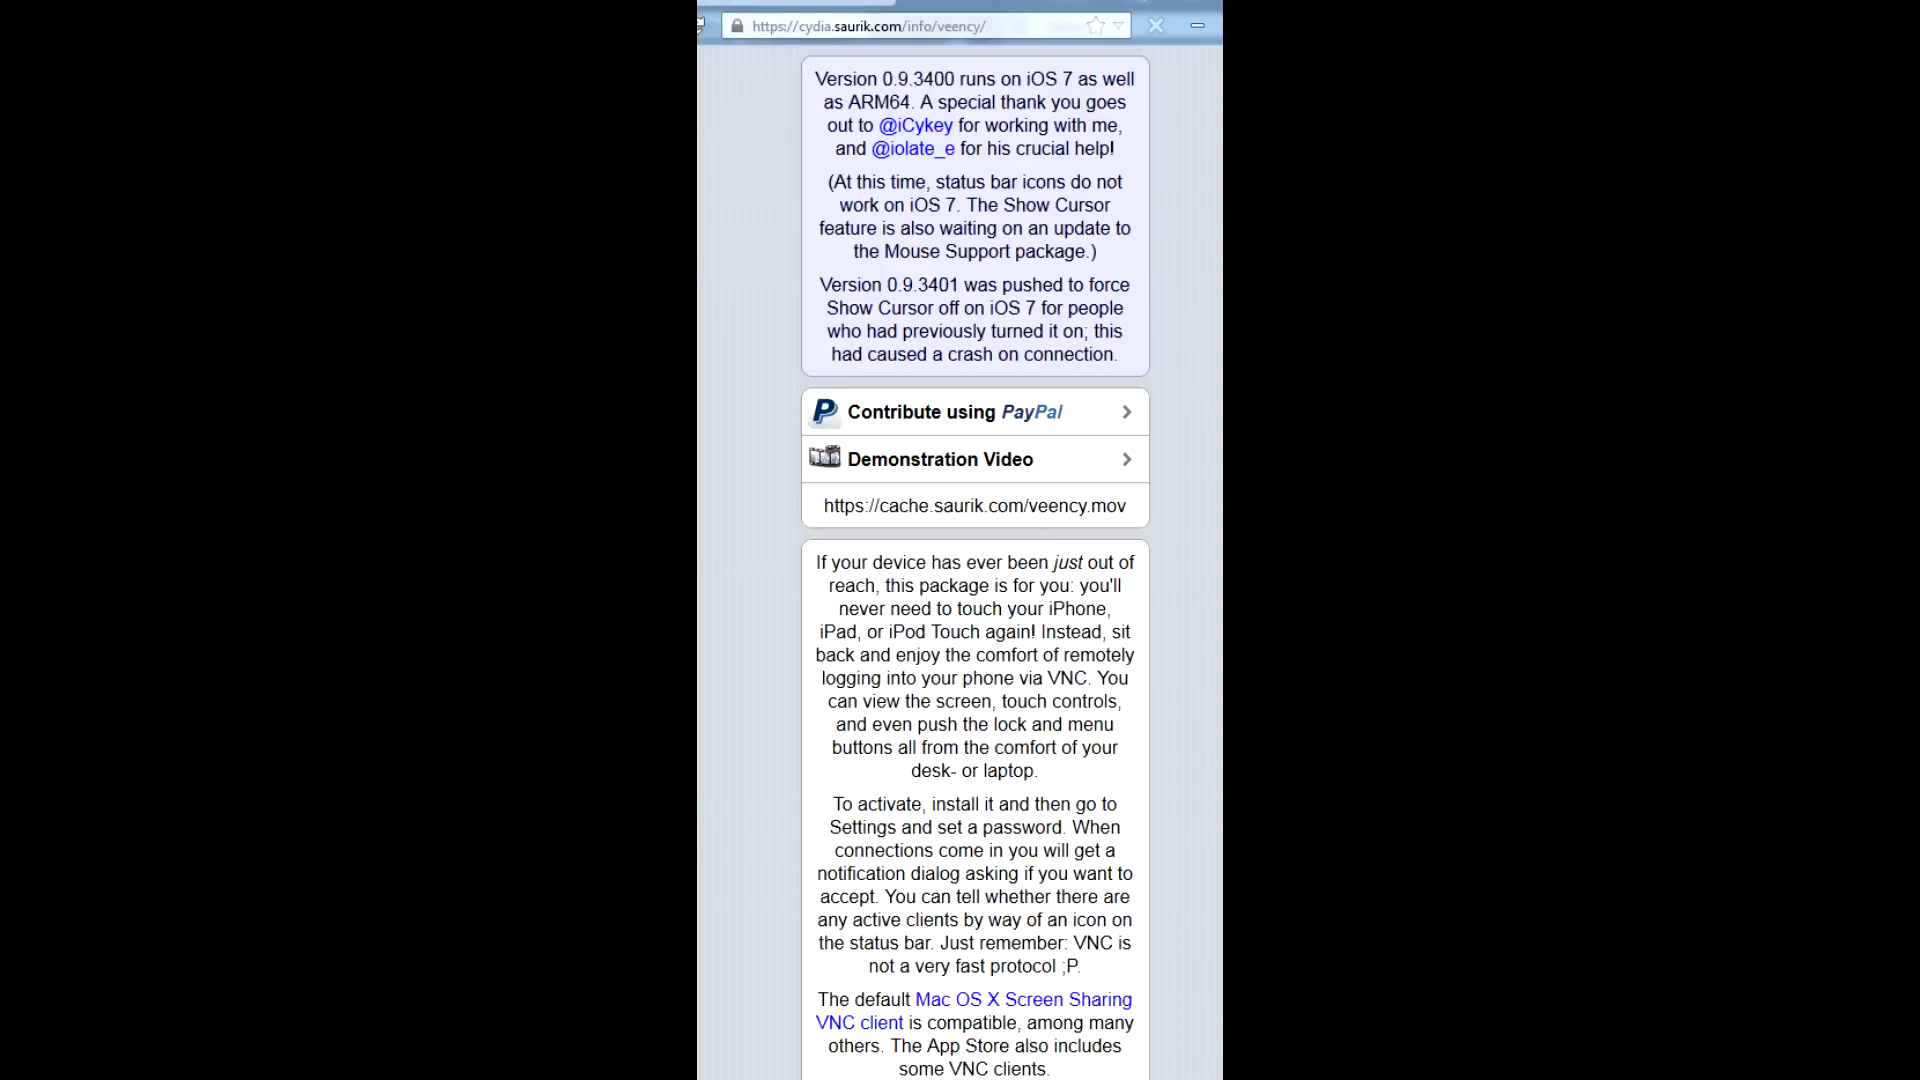 https://cydia.saurik.com/info/veency/
Version 0.9.3400 runs on iOS 7 as well
as ARM64. A special thank you goes
out to @iCykey for working with me,
and @iolate_e for his crucial help!
(At this time, status bar icons do not
work on iOS 7. The Show Cursor
feature is also waiting on an update to
the Mouse Support package.)
Version 0.9.3401 was pushed to force
Show Cursor off on iOS 7 for people
who had previously turned it on; this
had caused a crash on connection.
Contribute using PayPal
Demonstration Video
https://cache.saurik.com/veency.mov
If your device has ever been just out of
reach, this package is for you: you'll
never need to touch your iPhone,
iPad, or iPod Touch again! Instead, sit
back and enjoy the comfort of remotely
logging into your phone via VNC. You
can view the screen, touch controls,
and even push the lock and menu
buttons all from the comfort of your
desk- or laptop.
To activate, install it and then go to
Settings and set a password. When
connections come in you will get a
notification dialog asking if you want to
accept. You can tell whether there are
any active clients by way of an icon on
the status bar. Just remember: VNC is
not a very fast protocol ;P.
The default Mac OS X Screen Sharing
VNC client is compatible, among many
others. The App Store also includes
some VNC clients.